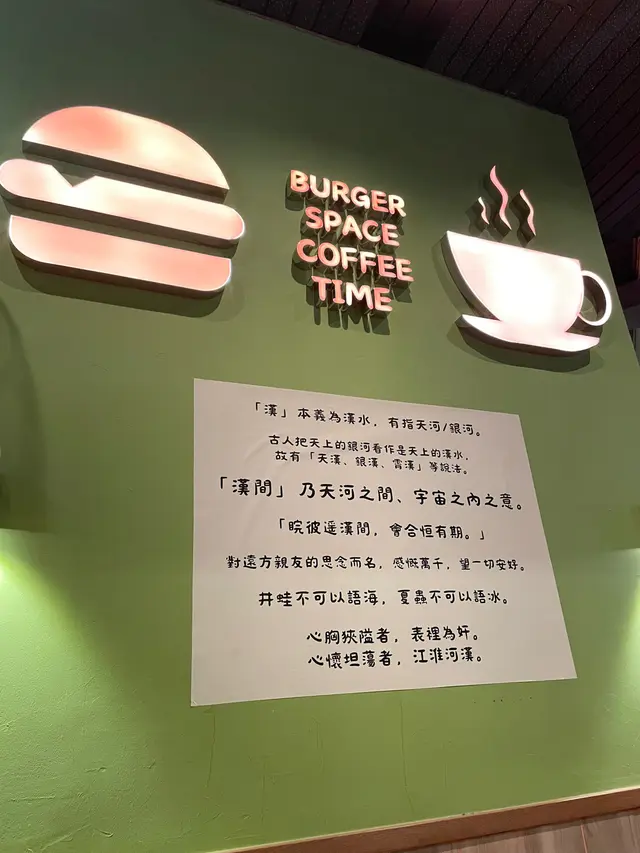 BURGER
SPACE
COFFEE
TIME
「漢」本義為漢水，有指天河/銀河。
古人把天上的銀河看作是天上的漢水，
故有「天漢、銀漢、霄漢」等說法。
「漢間」乃天河之間、宇宙之內之意。
「睆彼遥漢間，會合恒有期。」
對遠方親友的思念而名，感慨萬千，望一切安好。
井蛙不可以語海，夏蟲不可以語冰。
心胸狹隘者，表裡為奸。
心懷坦蕩者，江淮河漢。